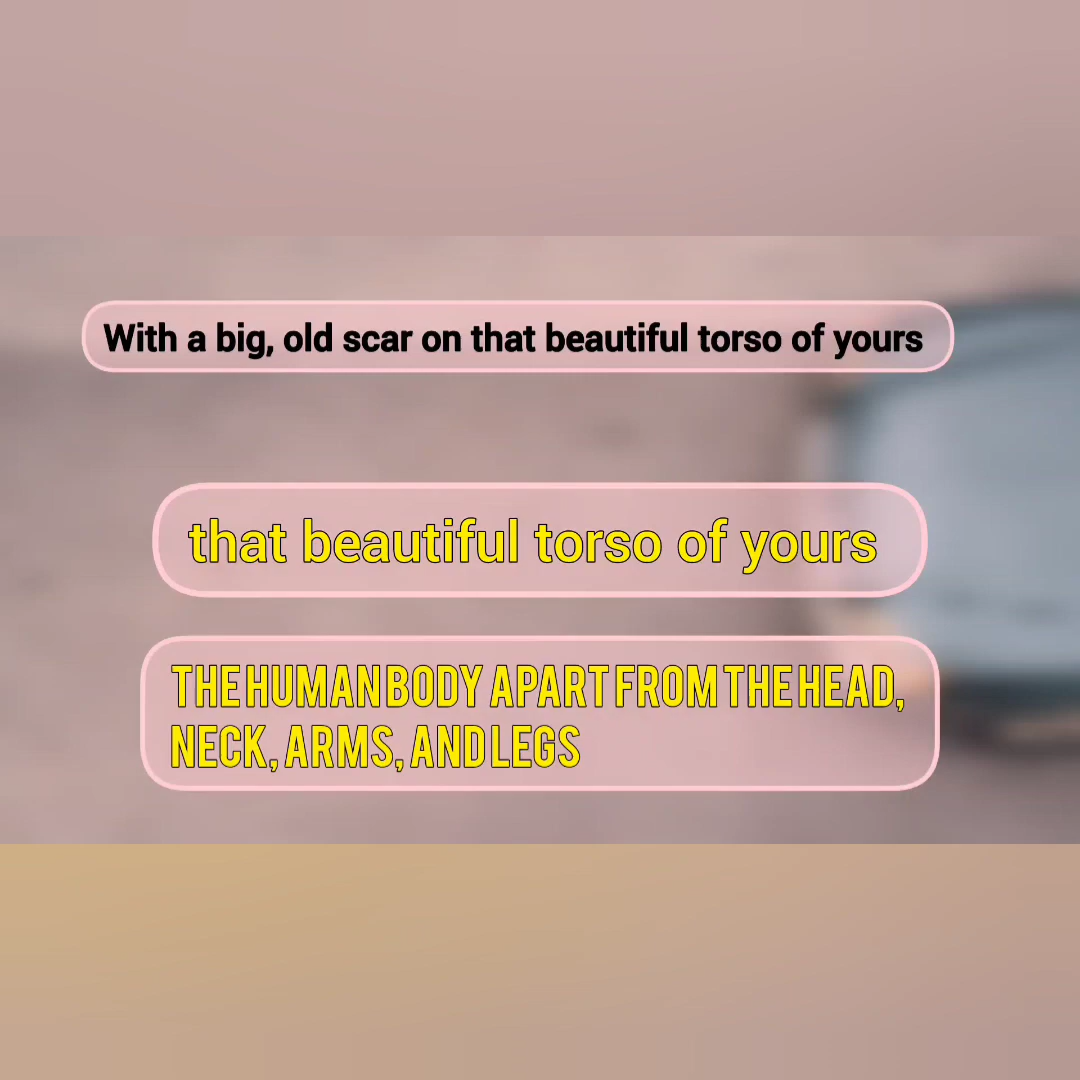 With a big, old scar on that beautiful torso of yours
that beautiful torso of yours
THE HUMAN BODY APART FROM THE HEAD,
NECK, ARMS, AND LEGS